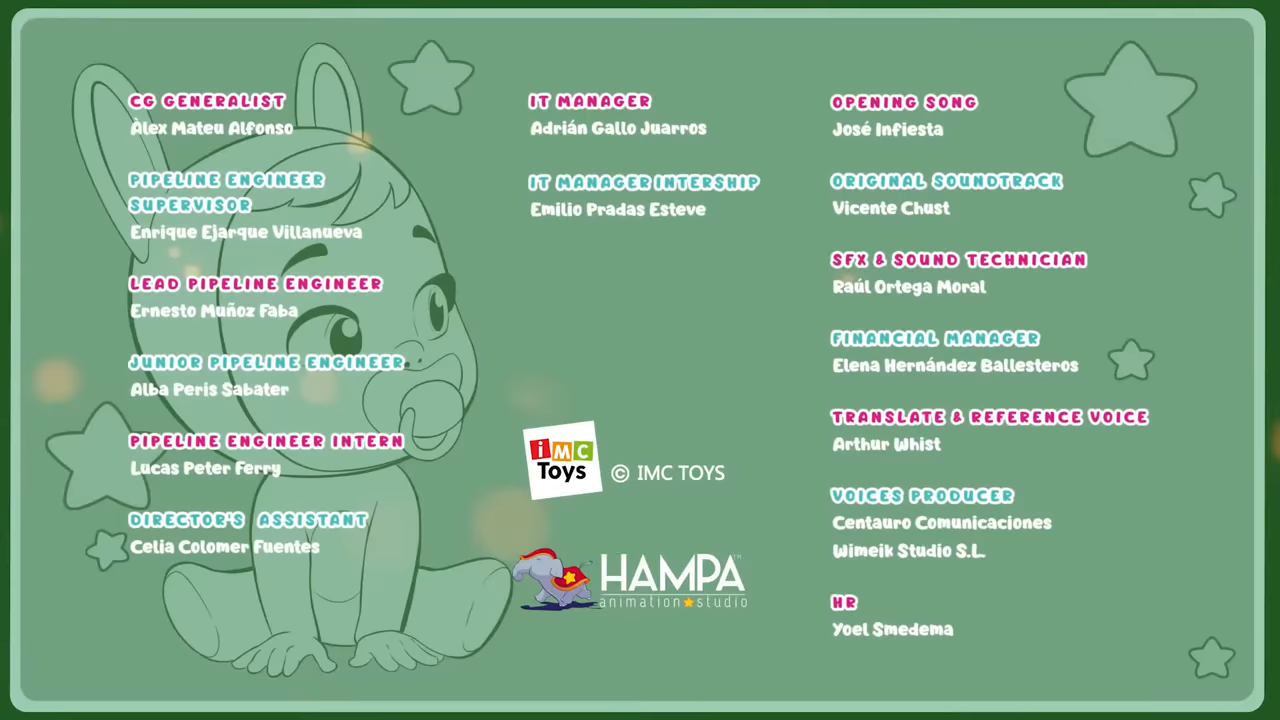 CG GENERALIST
Àlex Mateu Alfonso
PIPELINE ENGINEER
SUPERVISOR
Enrique Ejarque Villanueva
LEAD PIPELINE ENGINEER
Ernesto Muñoz Faba
JUNIOR PIPELINE ENGINEER
Alba Peris Sabater
PIPELINE ENGINEER INTERN
Lucas Peter Ferry
DIRECTOR'S ASSISTANT
Celia Colomer Fuentes
IT MANAGER
Adrián Gallo Juarros
IT MANAGER INTERSHIP
Emilio Pradas Esteve
iMC
Toys
© IMC TOYS
HAMPA™
animation studio
OPENING SONG
José Infiesta
ORIGINAL SOUNDTRACK
Vicente Chust
SFX & SOUND TECHNICIAN
Raúl Ortega Moral
FINANCIAL MANAGER
Elena Hernández Ballesteros
TRANSLATE & REFERENCE VOICE
Arthur Whist
VOICES PRODUCER
Centauro Comunicaciones
Wimeik Studio S.L.
HR
Yoel Smedema